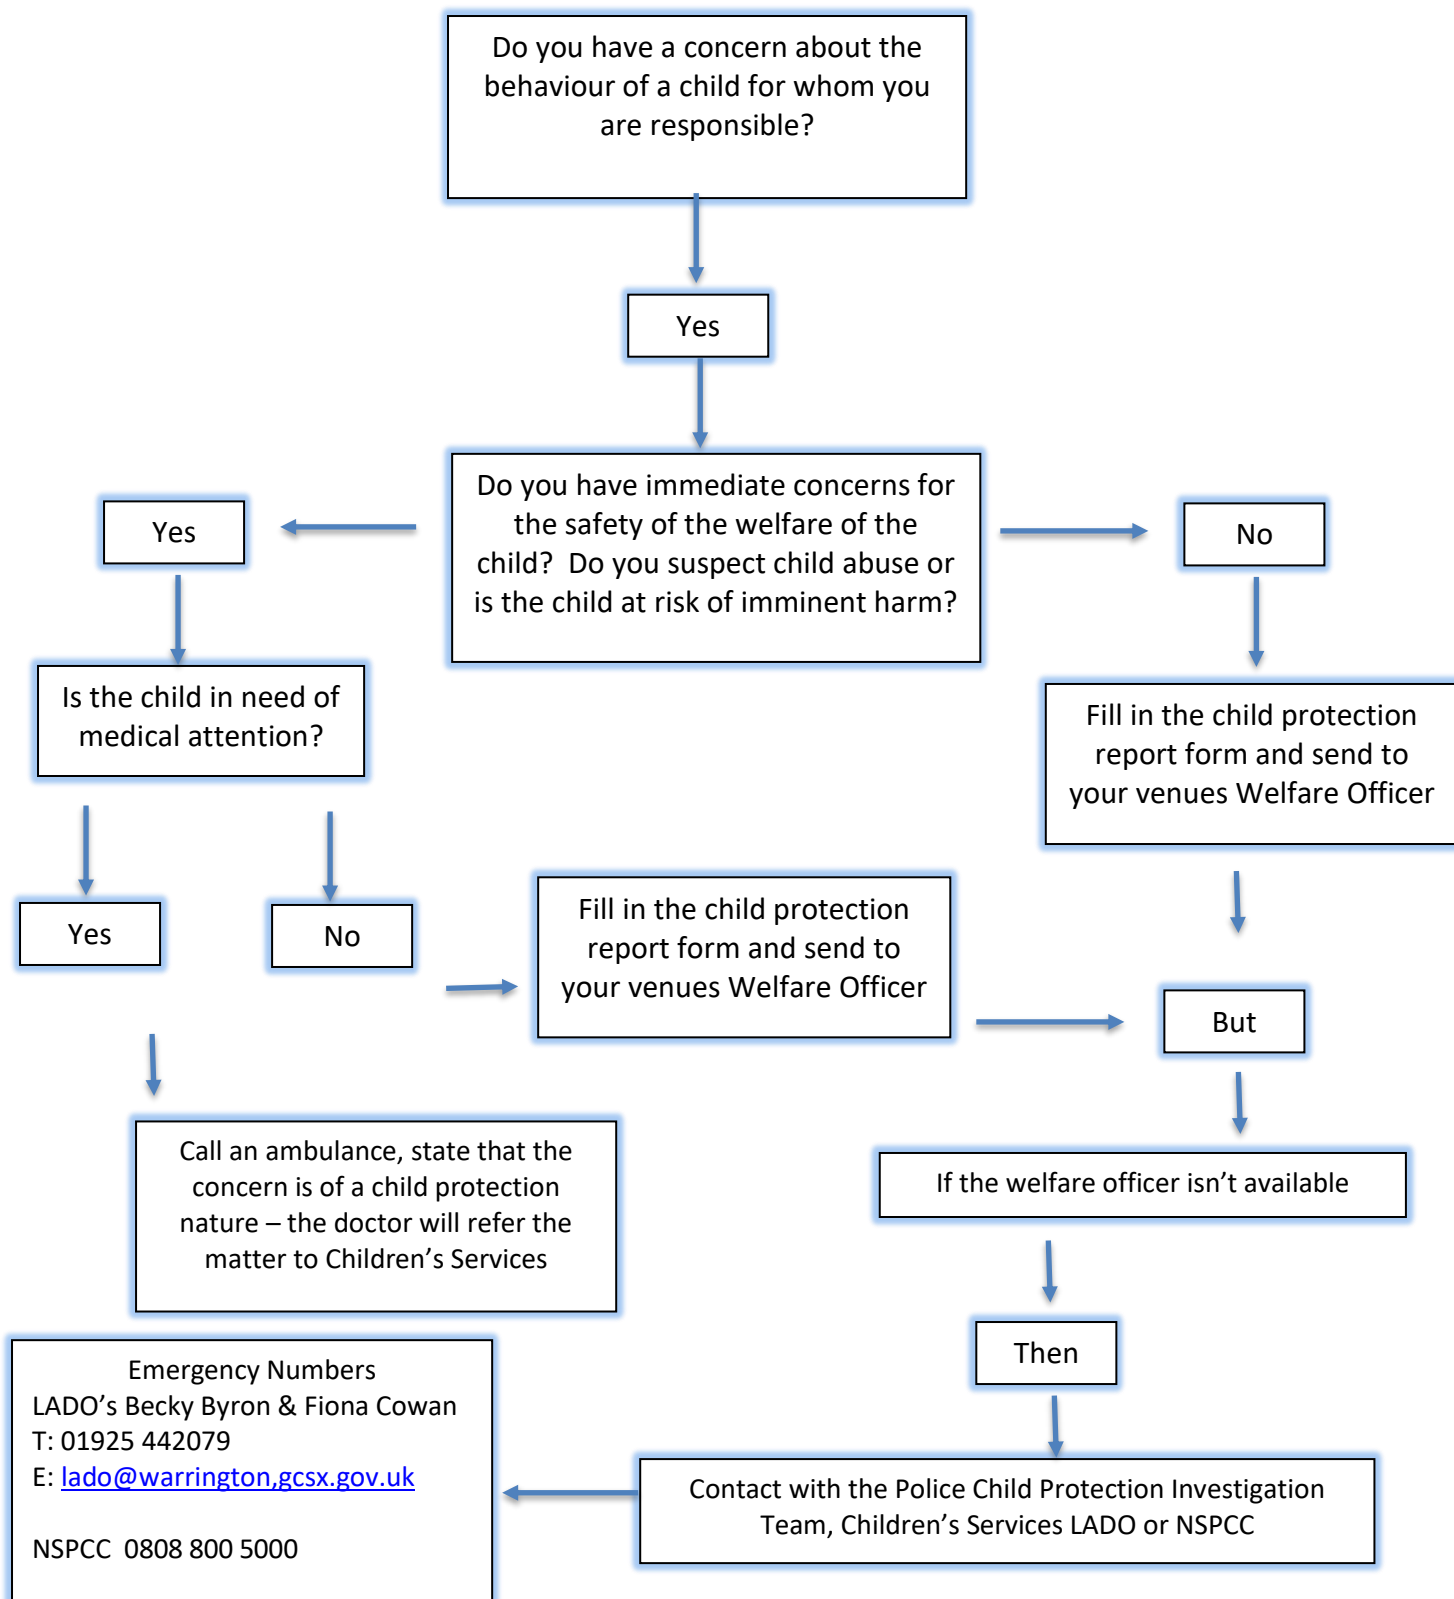 Do you have a concern about the
behaviour of a child for whom you
are responsible?
Yes
Do you have immediate concerns for
the safety of the welfare of the
child?  Do you suspect child abuse or
is the child at risk of imminent harm?
Yes
No
Is the child in need of
medical attention?
Fill in the child protection
report form and send to
your venues Welfare Officer
Yes
No
Fill in the child protection
report form and send to
your venues Welfare Officer
But
Call an ambulance, state that the
concern is of a child protection
nature – the doctor will refer the
matter to Children’s Services
If the welfare officer isn’t available
Then
Contact with the Police Child Protection Investigation
Team, Children’s Services LADO or NSPCC
Emergency Numbers
LADO’s Becky Byron & Fiona Cowan
T: 01925 442079
E: lado@warrington,gcsx.gov.uk
NSPCC  0808 800 5000